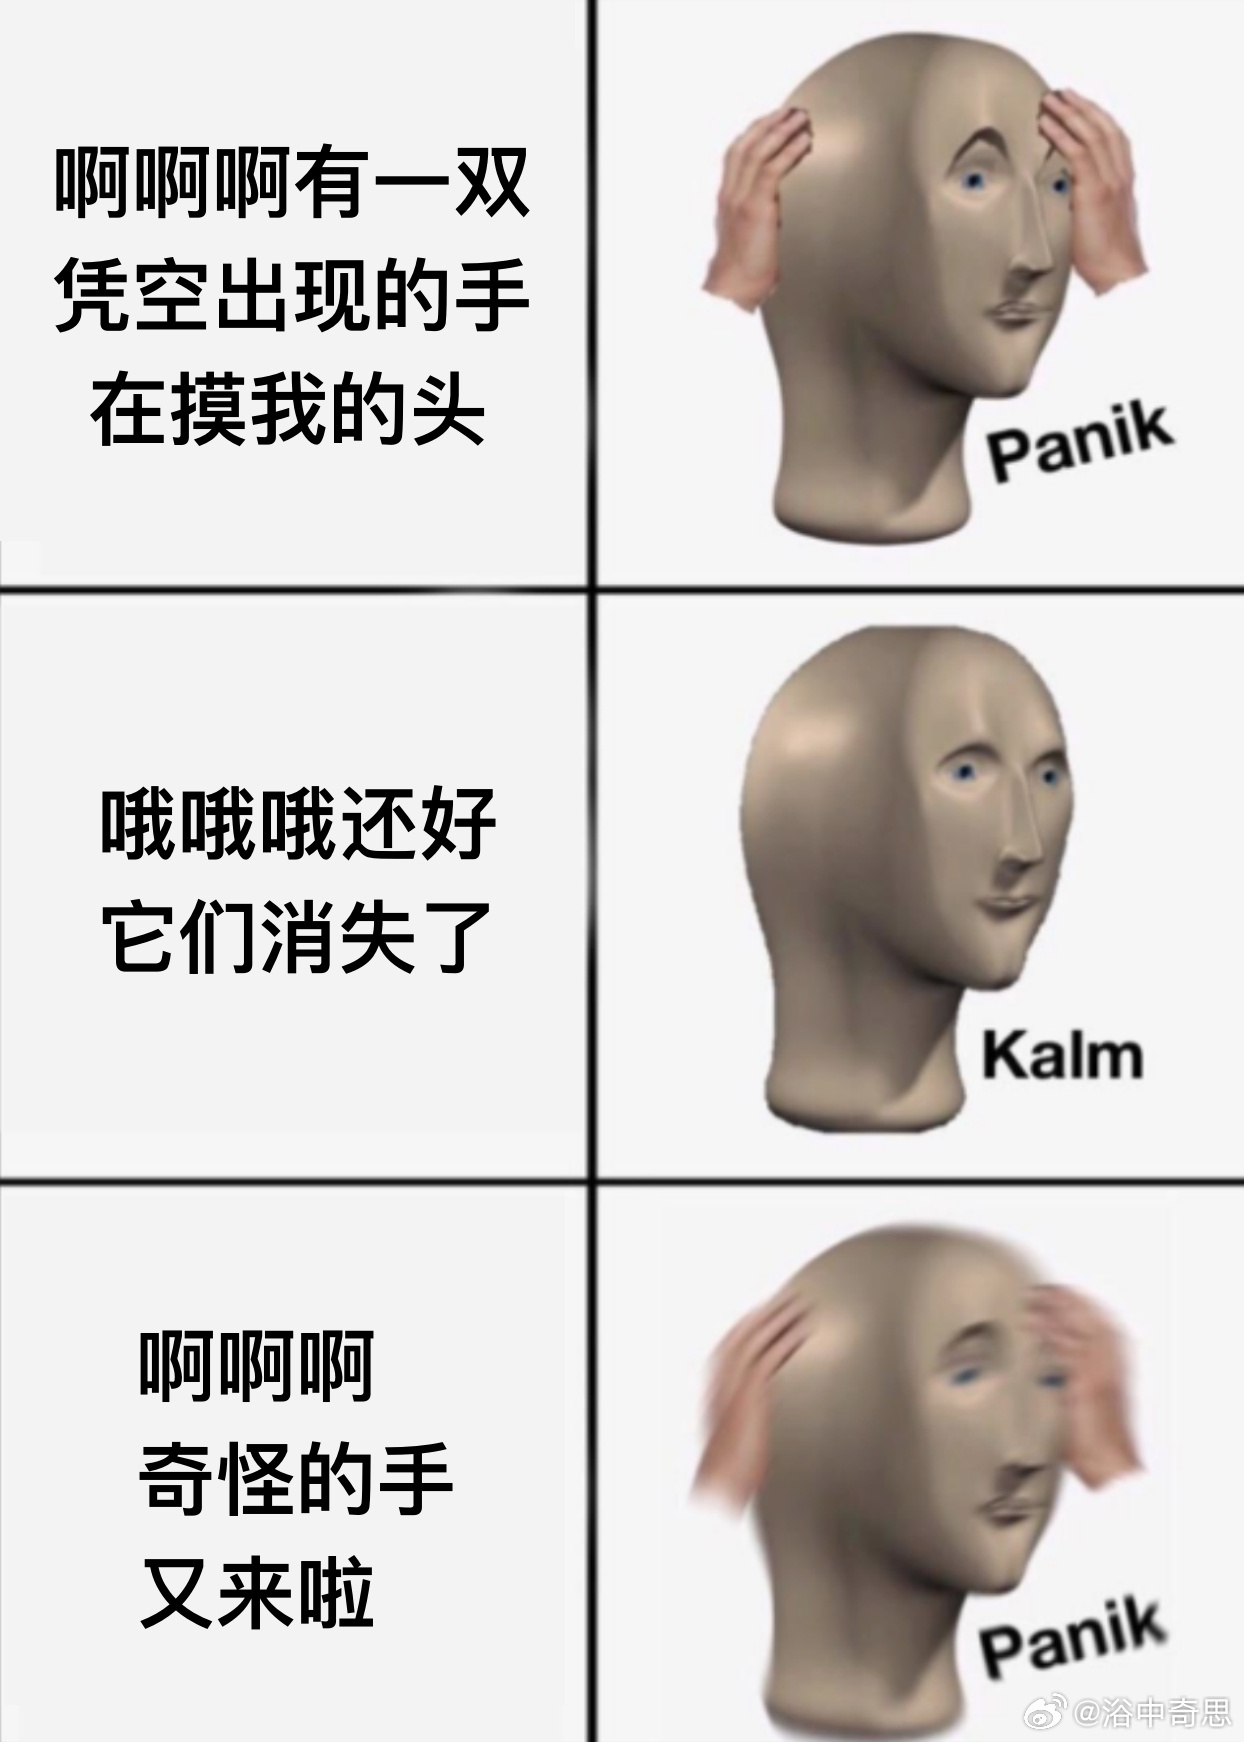 啊啊啊有一双
凭空出现的手
在摸我的头
Panik
哦哦哦还好
它们消失了
Kalm
啊啊啊
奇怪的手
又来啦
Panik
@浴中奇思